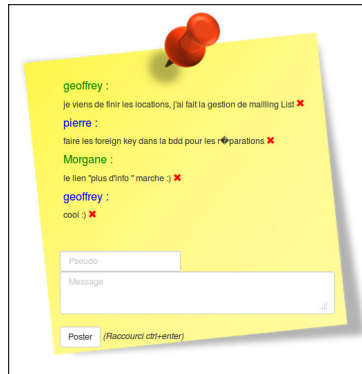 geoffrey :
je viens de finir les locations, j'ai fait la gestion de mailling List ✖
pierre :
faire les foreign key dans la bdd pour les r�parations ✖
Morgane :
le lien "plus d'info " marche :) ✖
geoffrey :
cool :) ✖
Pseudo
Message
Poster (Raccourci ctrl+enter)